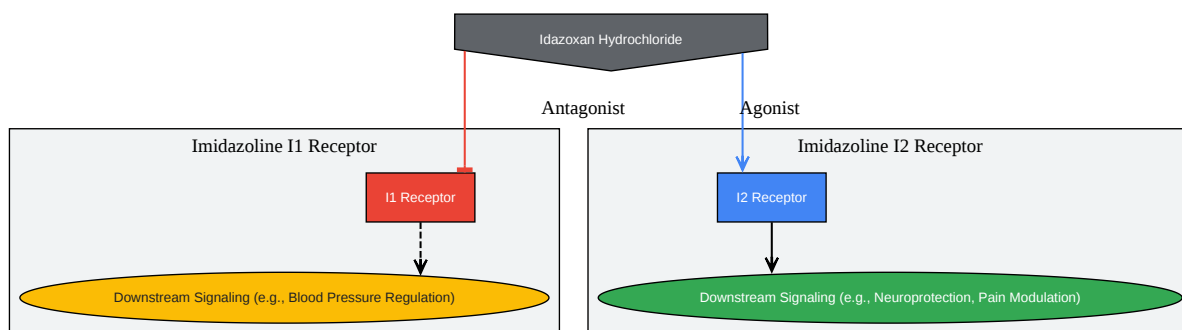 Idazoxan Hydrochloride
Antagonist
Agonist
Imidazoline I1 Receptor
Imidazoline I2 Receptor
I1 Receptor
I2 Receptor
Downstream Signaling (e.g., Blood Pressure Regulation)
Downstream Signaling (e.g., Neuroprotection, Pain Modulation)